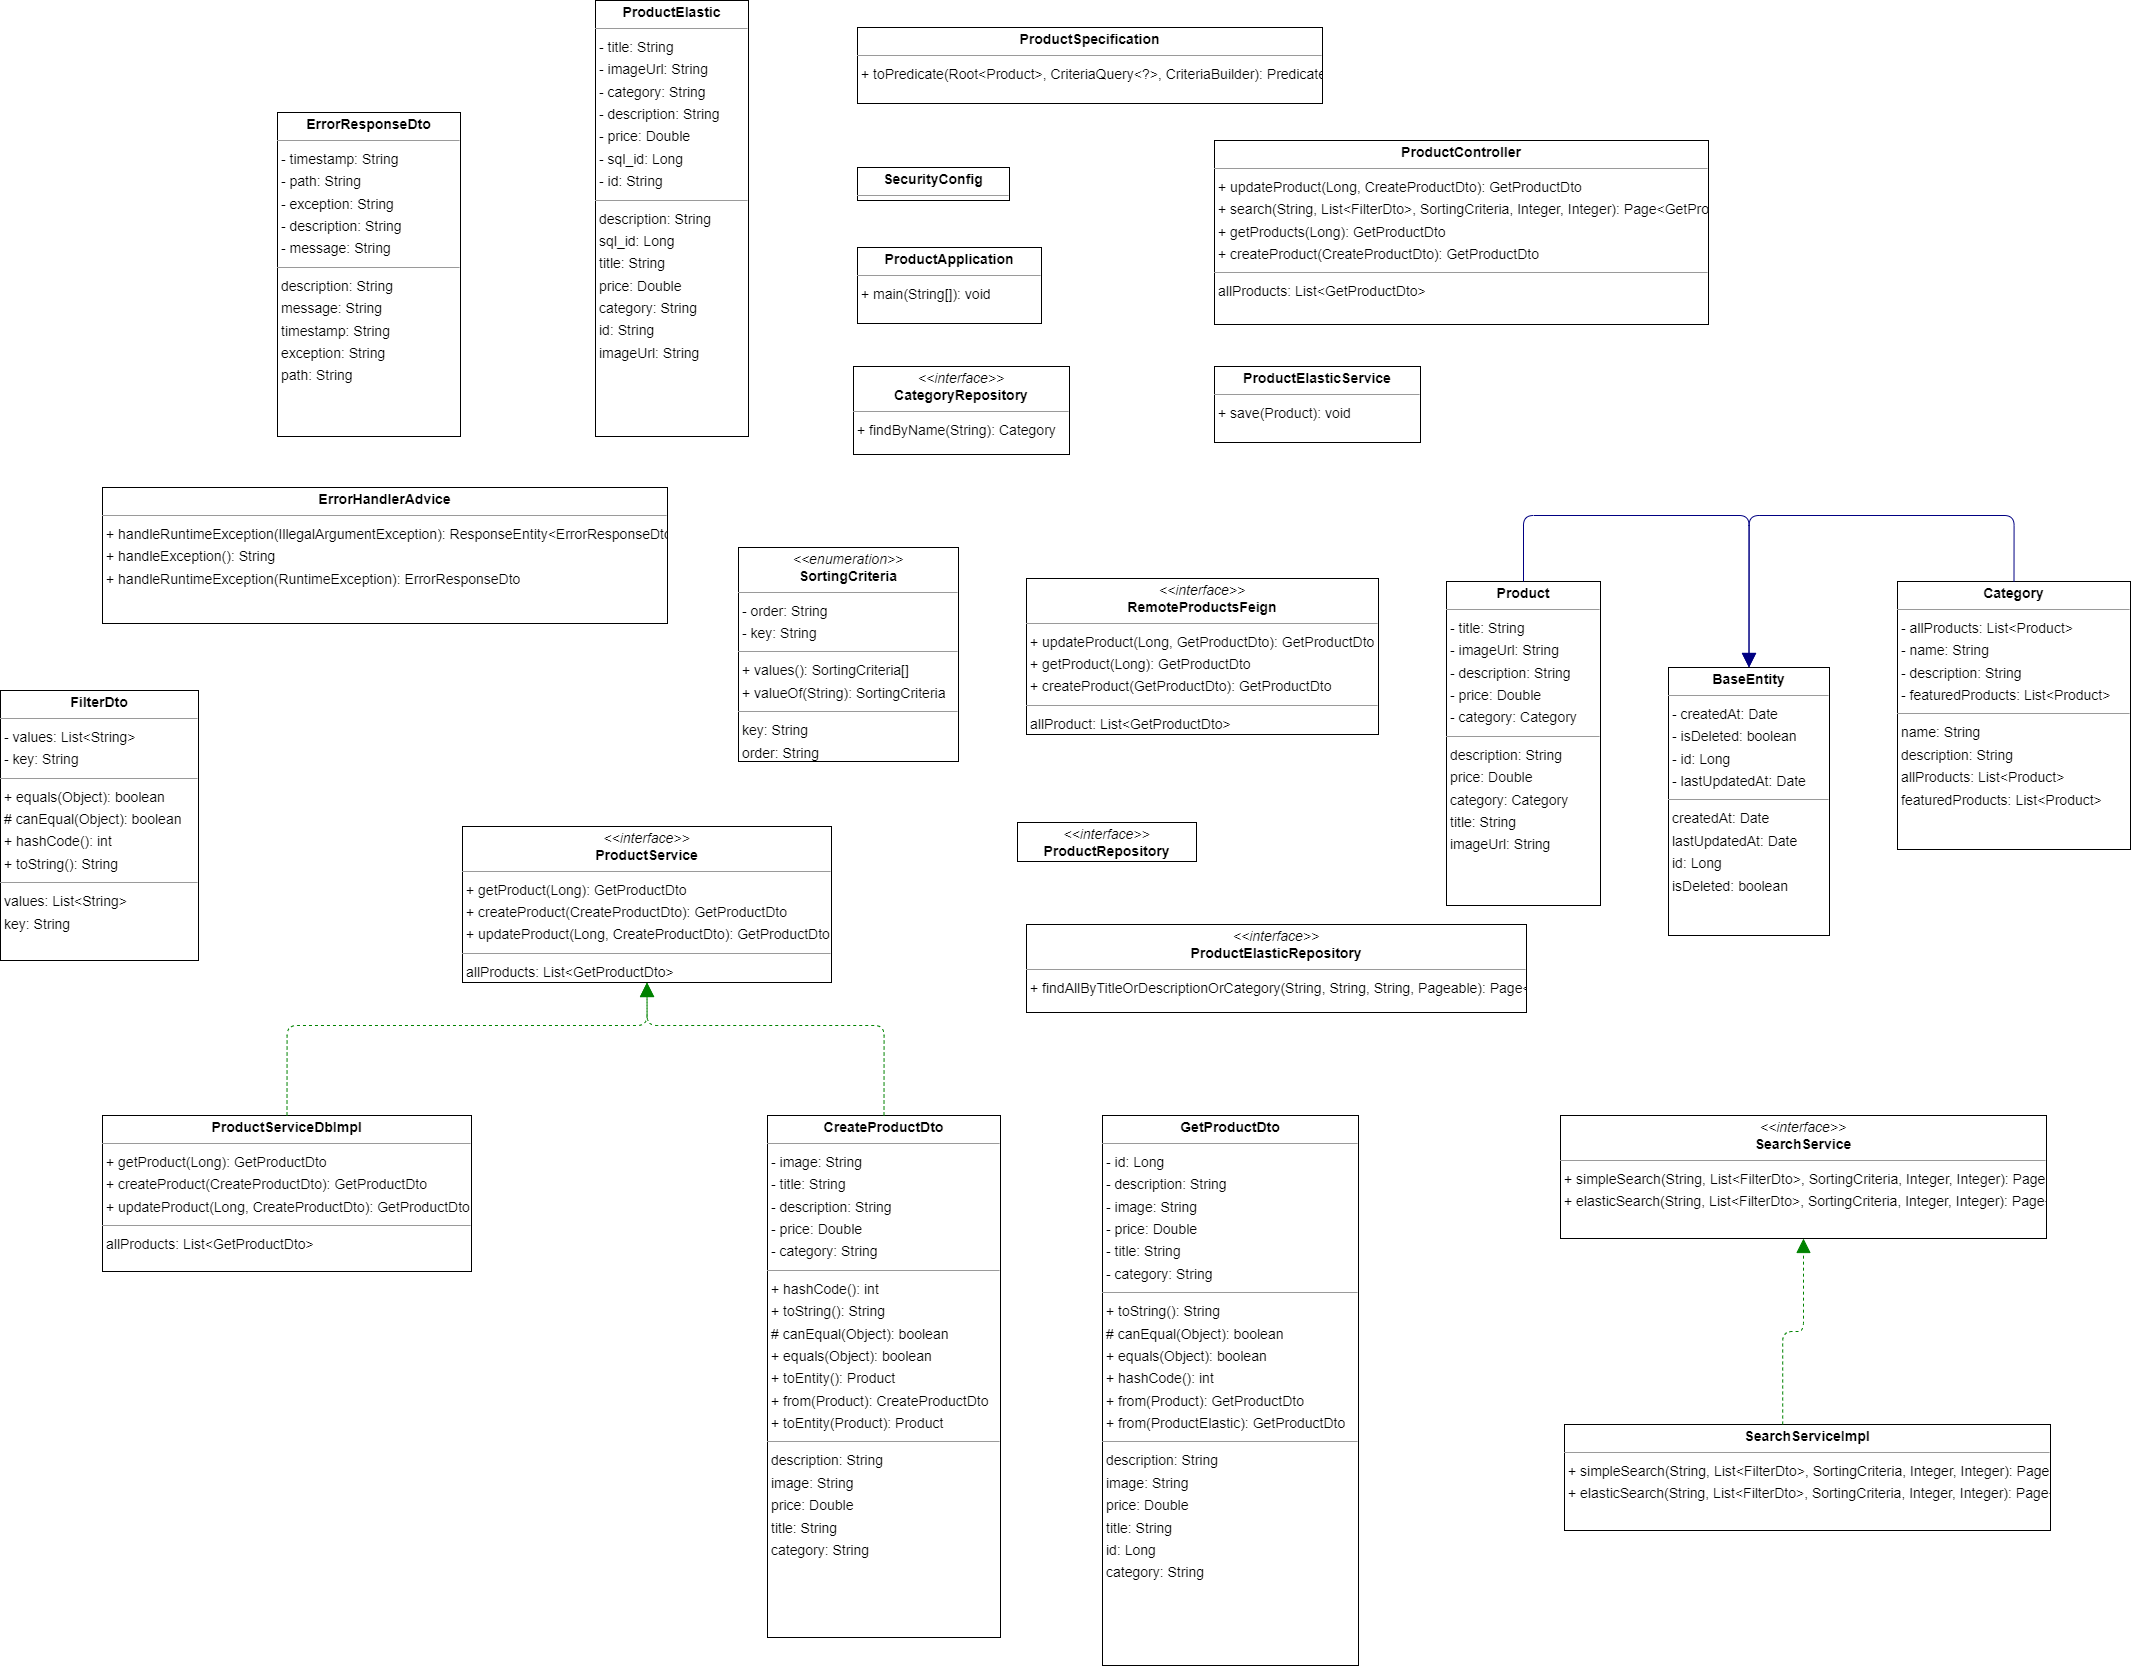 ProductElastic
- title: String
- imageUrl: String
- category: String
- description: String
- price: Double
- sql_id: Long
- id: String
description: String
sql_id: Long
title: String
price: Double
category: String
id: String
imageUrl: String
ProductSpecification
+ toPredicate(Root<Product>, CriteriaQuery<?>, CriteriaBuilder): Predicate
ErrorResponseDto
- timestamp: String
- path: String
- exception: String
- description: String
- message: String
description: String
message: String
timestamp: String
exception: String
path: String
SecurityConfig
ProductController
+ updateProduct(Long, CreateProductDto): GetProductDto
+ search(String, List<FilterDto>, SortingCriteria, Integer, Integer): Page<GetPro
+ getProducts(Long): GetProductDto
+ createProduct(CreateProductDto): GetProductDto
allProducts: List<GetProductDto>
ProductApplication
+ main(String[]): void
<<interface>>
CategoryRepository
+ findByName(String): Category
ProductElasticService
+ save(Product): void
ErrorHandlerAdvice
+ handleRuntimeException(IllegalArgumentException): ResponseEntity<ErrorResponseDto
+ handleException(): String
+ handleRuntimeException(RuntimeException): ErrorResponseDto
<<enumeration>>
SortingCriteria
- order: String
- key: String
+ values(): SortingCriteria[]
+ valueOf(String): SortingCriteria
key: String
order: String
<<interface>>
RemoteProductsFeign
+ updateProduct(Long, GetProductDto): GetProductDto
+ getProduct(Long): GetProductDto
+ createProduct(GetProductDto): GetProductDto
allProduct: List<GetProductDto>
Product
- title: String
- imageUrl: String
- description: String
- price: Double
- category: Category
description: String
price: Double
category: Category
title: String
imageUrl: String
BaseEntity
- createdAt: Date
- isDeleted: boolean
- id: Long
- lastUpdatedAt: Date
createdAt: Date
lastUpdatedAt: Date
id: Long
isDeleted: boolean
Category
- allProducts: List<Product>
- name: String
- description: String
- featuredProducts: List<Product>
name: String
description: String
allProducts: List<Product>
featuredProducts: List<Product>
FilterDto
- values: List<String>
- key: String
+ equals(Object): boolean
# canEqual(Object): boolean
+ hashCode(): int
+ toString(): String
values: List<String>
key: String
<<interface>>
ProductService
+ getProduct(Long): GetProductDto
+ createProduct(CreateProductDto): GetProductDto
+ updateProduct(Long, CreateProductDto): GetProductDto
allProducts: List<GetProductDto>
<<interface>>
ProductRepository
<<interface>>
ProductElasticRepository
+ findAllByTitleOrDescriptionOrCategory(String, String, String, Pageable): Page<
ProductServiceDbImpl
+ getProduct(Long): GetProductDto
+ createProduct(CreateProductDto): GetProductDto
+ updateProduct(Long, CreateProductDto): GetProductDto
allProducts: List<GetProductDto>
CreateProductDto
- image: String
- title: String
- description: String
- price: Double
- category: String
+ hashCode(): int
+ toString(): String
# canEqual(Object): boolean
+ equals(Object): boolean
+ toEntity(): Product
+ from(Product): CreateProductDto
+ toEntity(Product): Product
description: String
image: String
price: Double
title: String
category: String
GetProductDto
- id: Long
- description: String
- image: String
- price: Double
- title: String
- category: String
+ toString(): String
# canEqual(Object): boolean
+ equals(Object): boolean
+ hashCode(): int
+ from(Product): GetProductDto
+ from(ProductElastic): GetProductDto
description: String
image: String
price: Double
title: String
id: Long
category: String
<<interface>>
SearchService
+ simpleSearch(String, List<FilterDto>, SortingCriteria, Integer, Integer): Page
+ elasticSearch(String, List<FilterDto>, SortingCriteria, Integer, Integer): Page
SearchServiceImpl
+ simpleSearch(String, List<FilterDto>, SortingCriteria, Integer, Integer): Page
+ elasticSearch(String, List<FilterDto>, SortingCriteria, Integer, Integer): Page